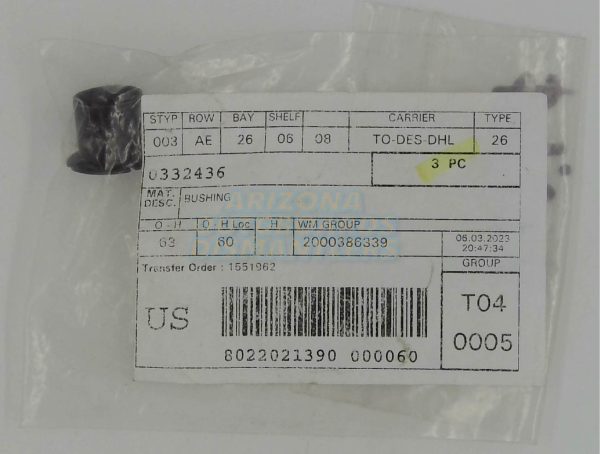 STYP ROW BAY SHELF CARRIER TYPE
003 AE 26 06 08 TO-DES-DHL 26
0332436 3 PC
MAT. DESC. BUSHING
ARIZONA
O - H O - H Loc H WM GROUP
63 60 2000386339 06.03.2023 20:47:34
Transfer Order : 1551962 GROUP
US T04
0005
8022021390 000060